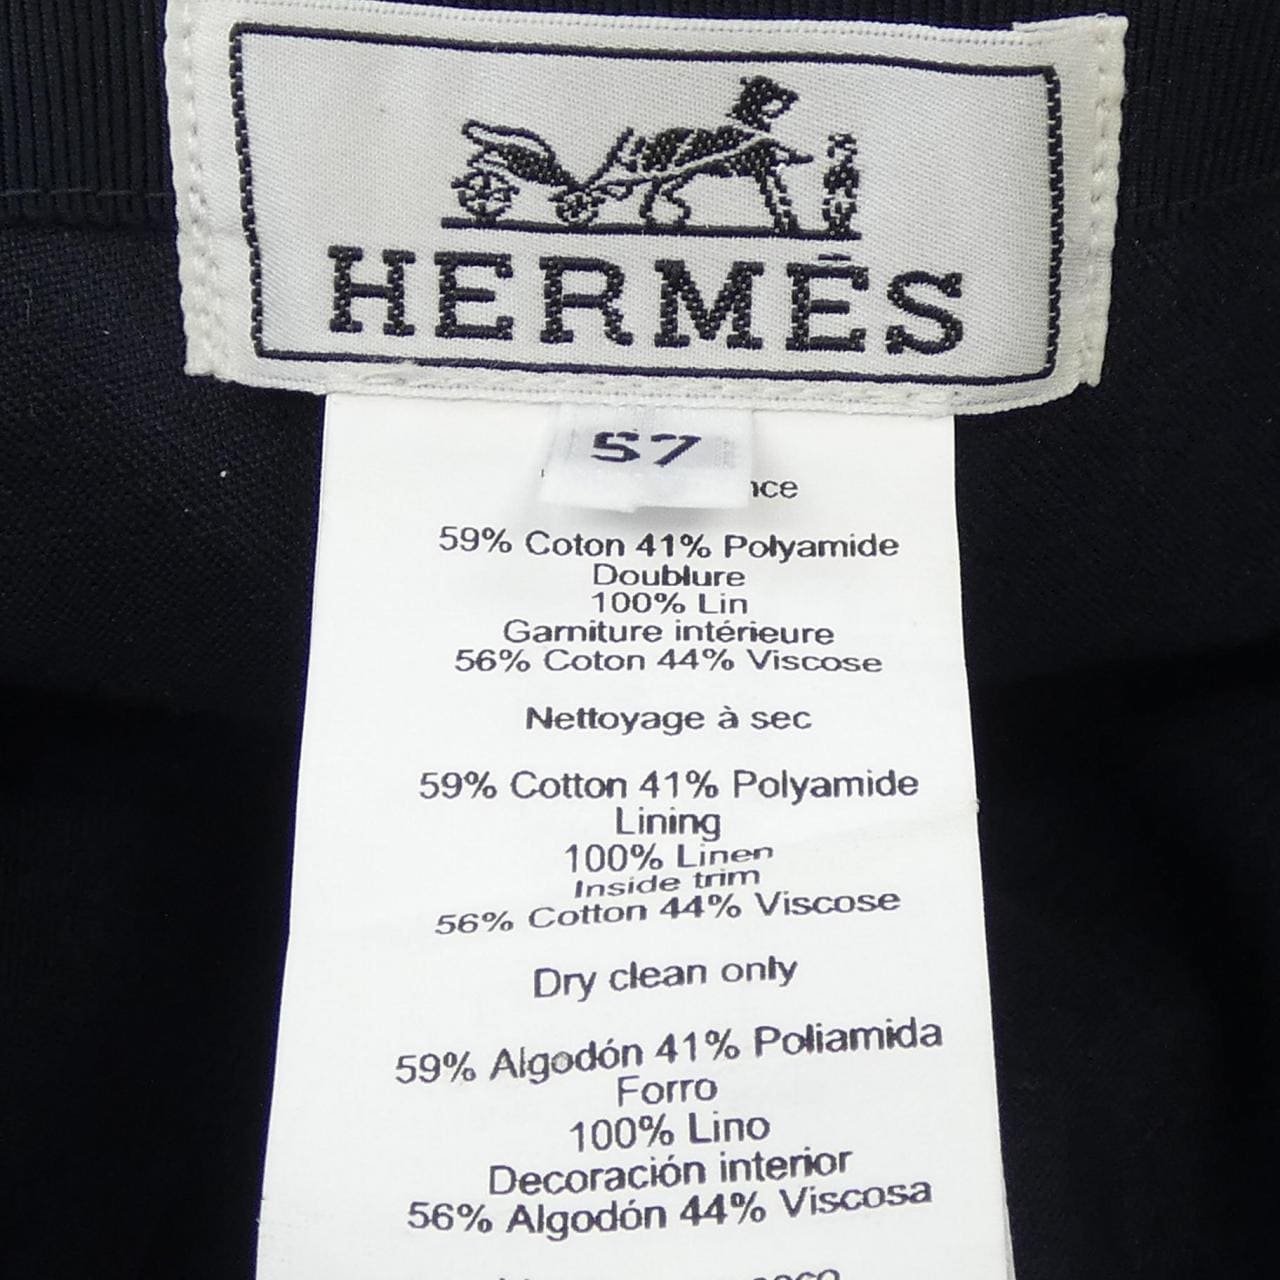 HERMÈS
57
59% Coton 41% Polyamide
Doublure
100% Lin
Garniture intérieure
56% Coton 44% Viscose
Nettoyage à sec
59% Cotton 41% Polyamide
Lining
100% Linen
Inside trim
56% Cotton 44% Viscose
Dry clean only
59% Algodón 41% Poliamida
Forro
100% Lino
Decoración interior
56% Algodón 44% Viscosa